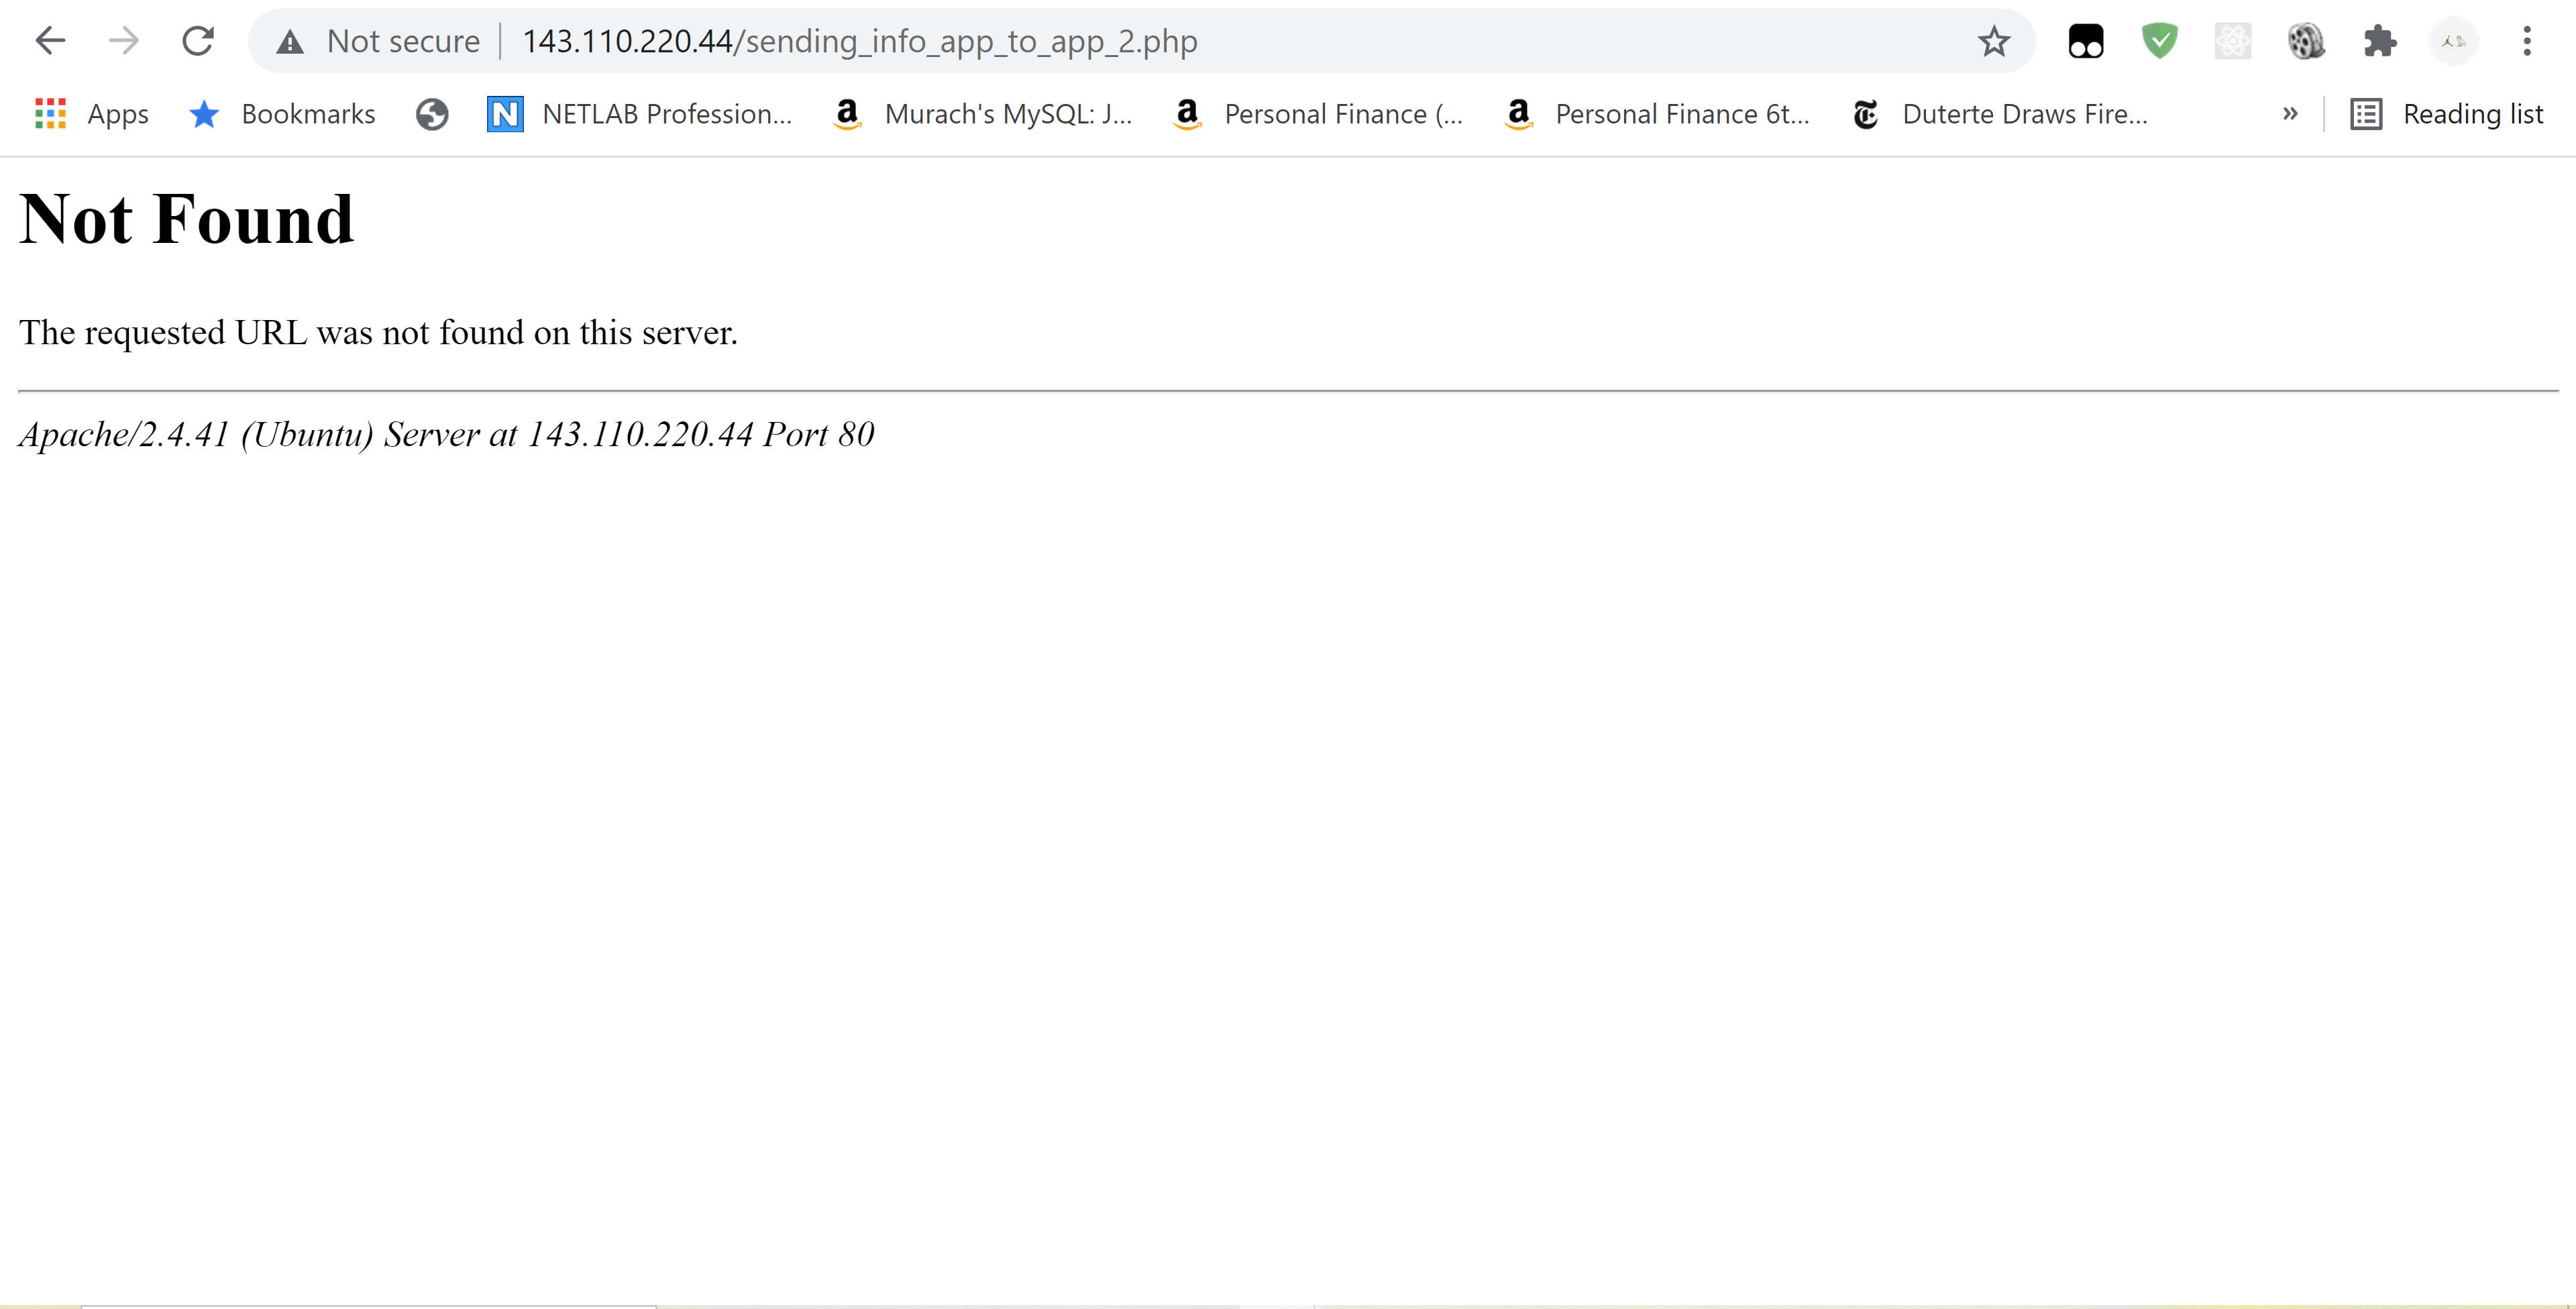 Not secure 143.110.220.44/sending_info_app_to_app_2.php
Apps Bookmarks N NETLAB Profession... a Murach's MySQL: J... a Personal Finance (... a Personal Finance 6t... T Duterte Draws Fire... » Reading list
Not Found
The requested URL was not found on this server.
Apache/2.4.41 (Ubuntu) Server at 143.110.220.44 Port 80